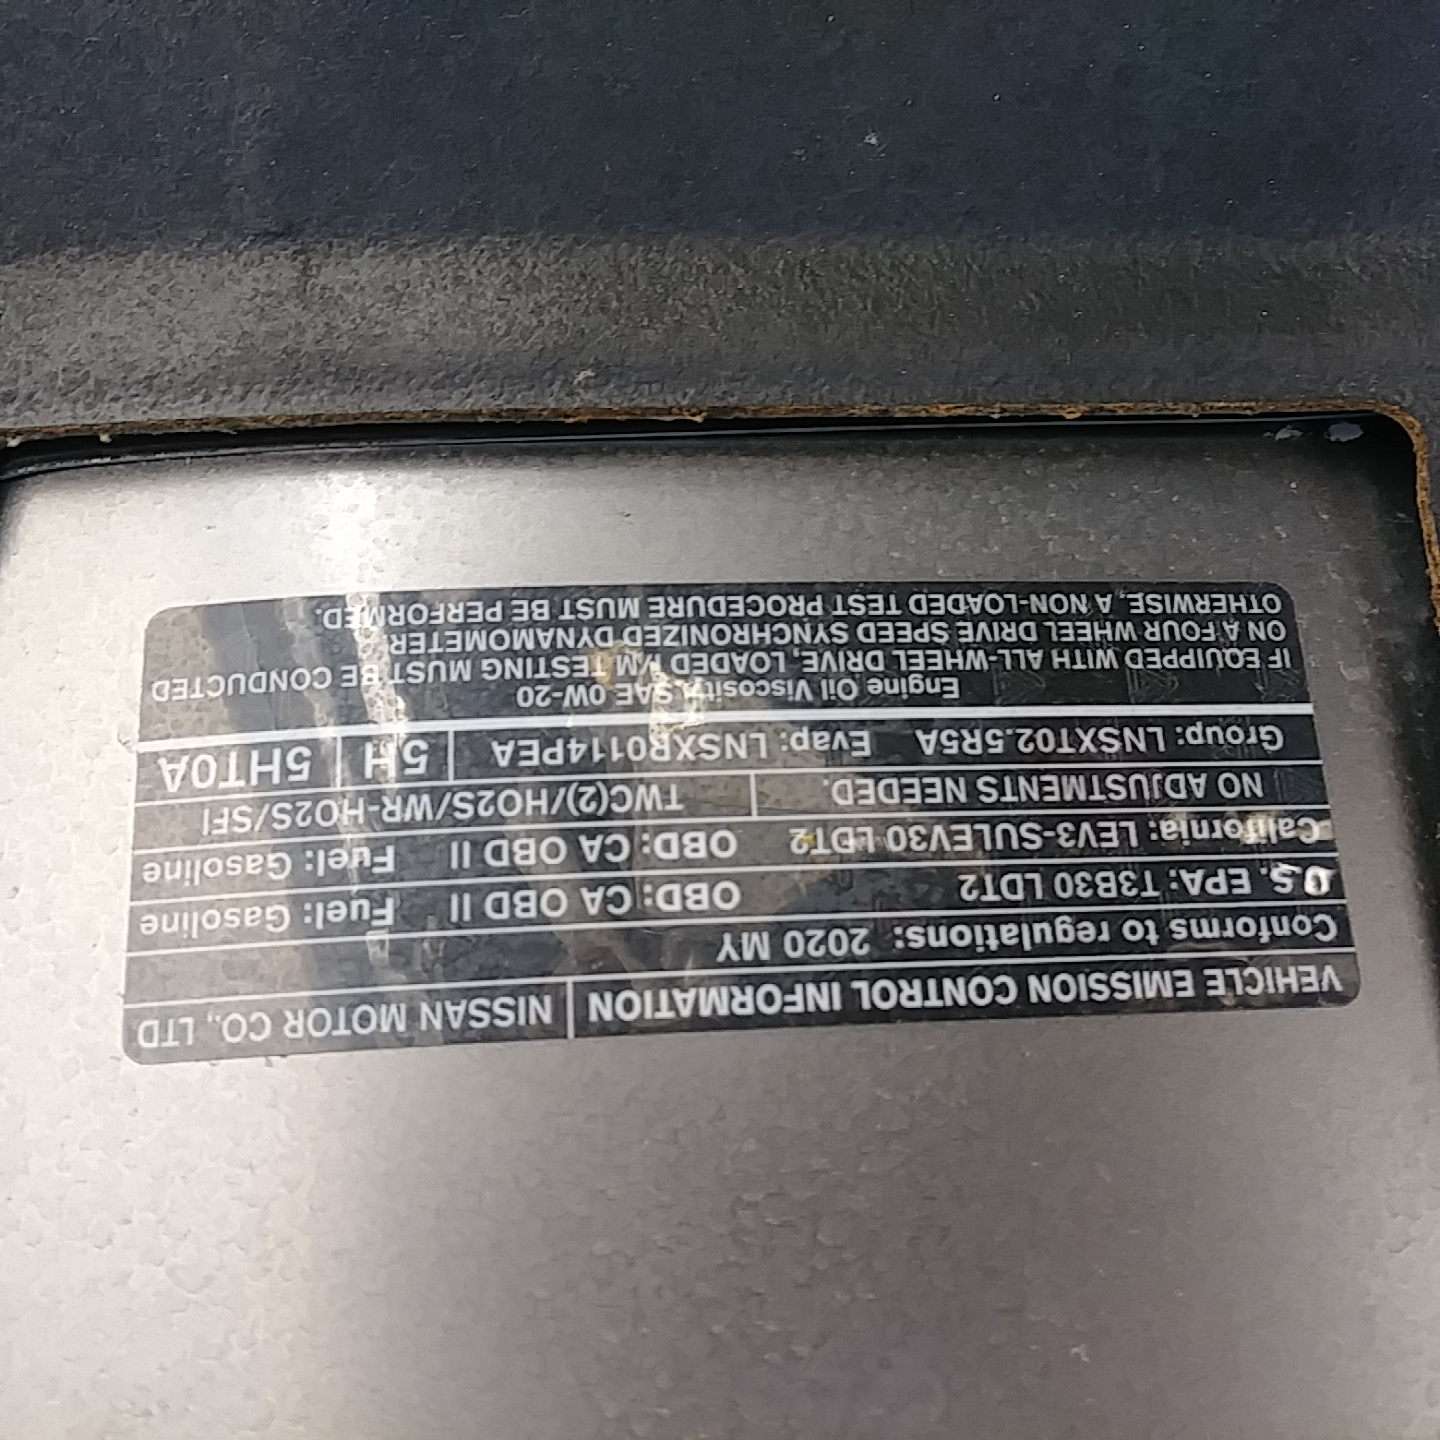 VEHICLE EMISSION CONTROL INFORMATION NISSAN MOTOR CO., LTD
Conforms to regulations: 2020 MY
U.S. EPA: T3B30 LDT2 OBD: CA OBD II Fuel: Gasoline
California: LEV3-SULEV30 LDT2 OBD: CA OBD II Fuel: Gasoline
NO ADJUSTMENTS NEEDED. TWC(2)/HO2S/WR-HO2S/SFI
Group: LNSXT02.5R5A Evap: LNSXR0114PEA 5 H 5HT0A
Engine Oil Viscosity: SAE 0W-20
IF EQUIPPED WITH ALL-WHEEL DRIVE, LOADED I/M TESTING MUST BE CONDUCTED
ON A FOUR WHEEL DRIVE SPEED SYNCHRONIZED DYNAMOMETER
OTHERWISE, A NON-LOADED TEST PROCEDURE MUST BE PERFORMED.